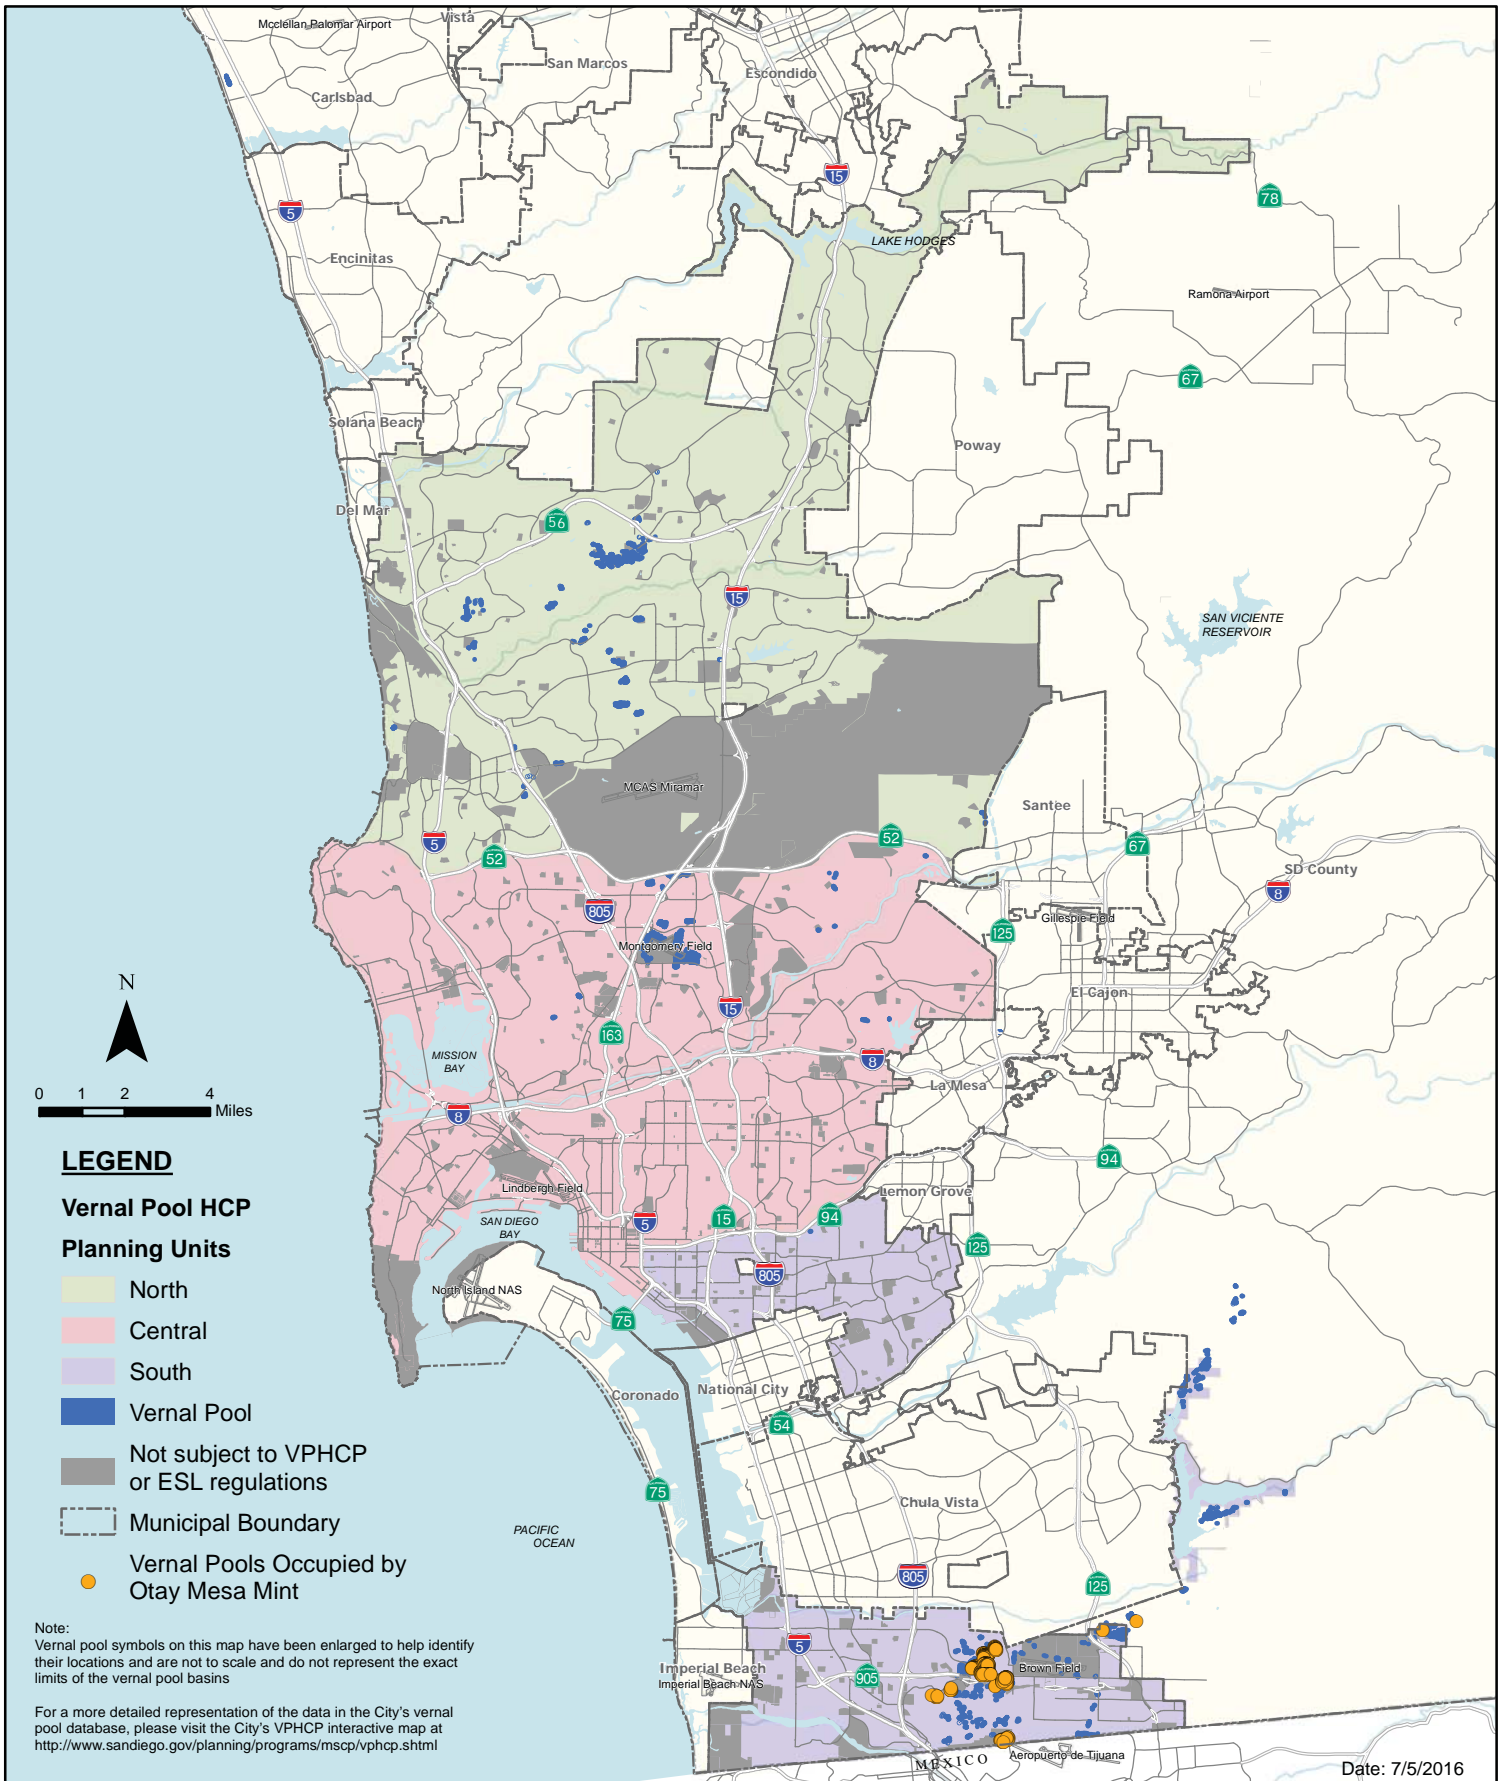 Mcclellan Palomar Airport
Vista
San Marcos
Escondido
Carlsbad
15
78
5
LAKE HODGES
Encinitas
Ramona Airport
67
Solana Beach
Poway
Del Mar
56
15
SAN VICIENTE
RESERVOIR
MCAS Miramar
Santee
5
52
52
67
SD County
8
805
Gillespie Field
125
Montgomery Field
N
El Cajon
15
163
MISSION
BAY
8
La Mesa
0 1 2 4
Miles
8
94
LEGEND
Vernal Pool HCP
Planning Units
North
Central
South
Vernal Pool
Not subject to VPHCP
or ESL regulations
Municipal Boundary
Vernal Pools Occupied by
Otay Mesa Mint
Lindbergh Field
Lemon Grove
SAN DIEGO
BAY
5
15
94
125
805
North Island NAS
75
Coronado
National City
54
75
Chula Vista
PACIFIC
OCEAN
805
125
5
Imperial Beach
Imperial Beach NAS
905
Brown Field
MEXICO
Aeropuerto de Tijuana
Note:
Vernal pool symbols on this map have been enlarged to help identify
their locations and are not to scale and do not represent the exact
limits of the vernal pool basins
For a more detailed representation of the data in the City's vernal
pool database, please visit the City's VPHCP interactive map at
http://www.sandiego.gov/planning/programs/mscp/vphcp.shtml
Date: 7/5/2016